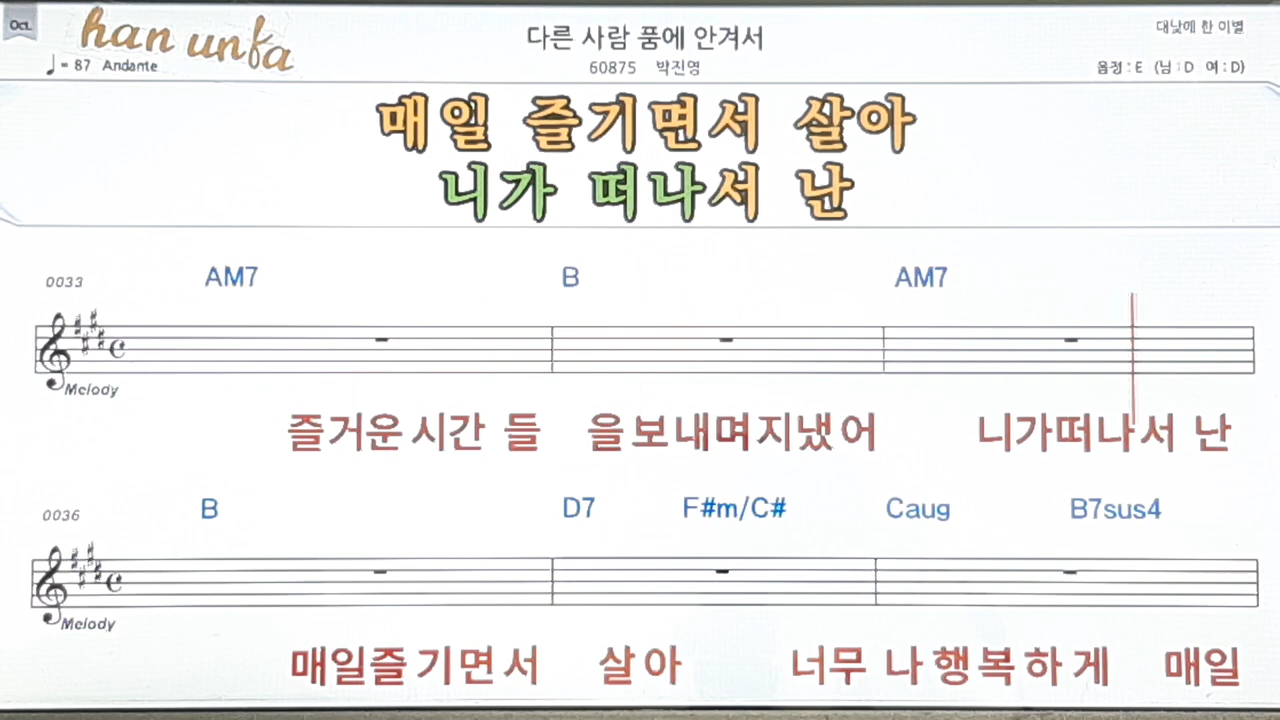 Oct.
han unfa
다른 사람 품에 안겨서
대낮에 한 이별
♩= 87 Andante
60875 박진영
음정 : E (남 : D 여 : D)
매일 즐기면서 살아
니가 떠나서 난
0033 AM7 B AM7
Melody
즐거운시간 들 을보내며지냈어 니가떠나서 난
0036 B D7 F#m/C# Caug B7sus4
Melody
매일즐기면서 살아 너무 나행복하게 매일